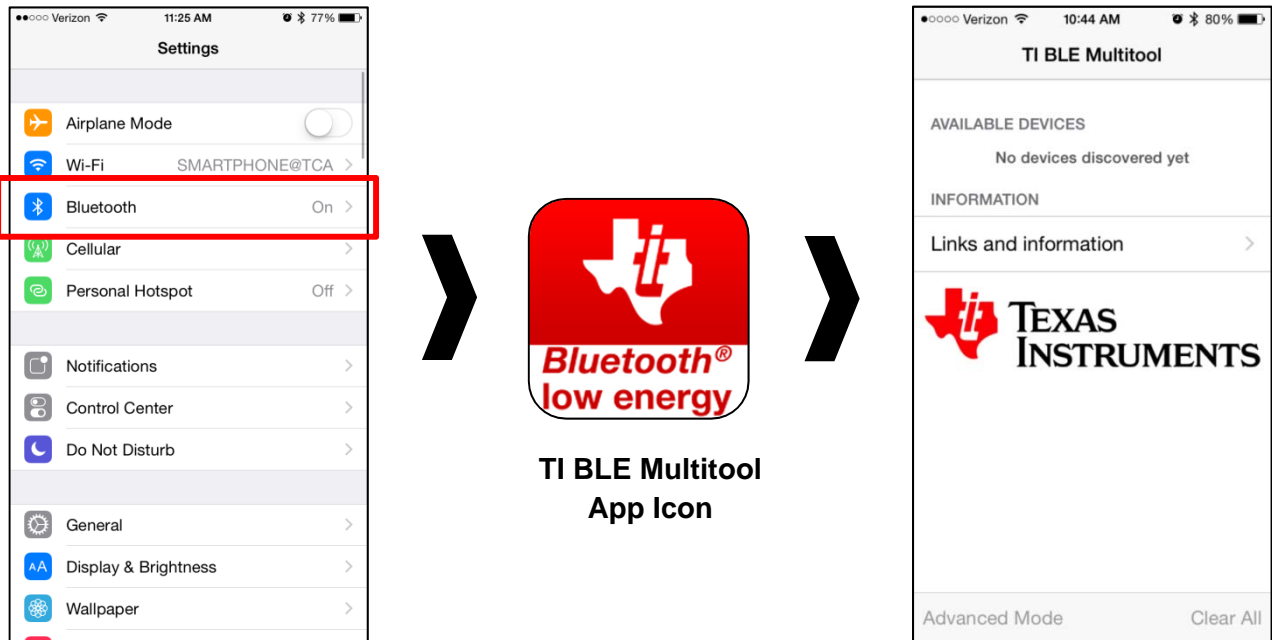 Verizon 11:25 AM 77%
Settings
Airplane Mode
Wi-Fi SMARTPHONE@TCA
Bluetooth On
Cellular
Personal Hotspot Off
Notifications
Control Center
Do Not Disturb
General
AA Display & Brightness
Wallpaper
ti
Bluetooth®
low energy
TI BLE Multitool
App Icon
Verizon 10:44 AM 80%
TI BLE Multitool
AVAILABLE DEVICES
No devices discovered yet
INFORMATION
Links and information
ti TEXAS
INSTRUMENTS
Advanced Mode Clear All